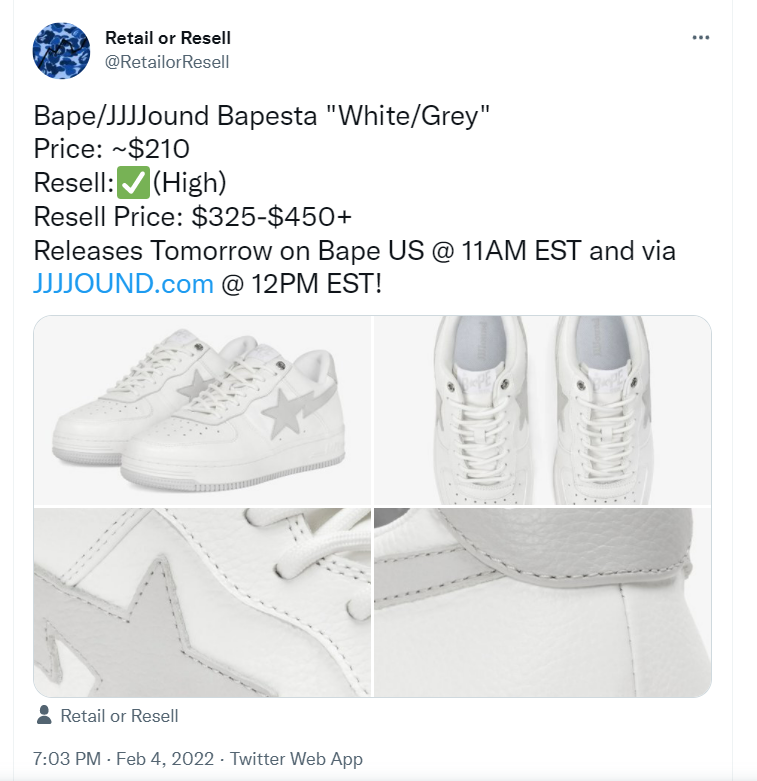 Retail or Resell
@RetailorResell
Bape/JJJJound Bapesta "White/Grey"
Price: ~$210
Resell:✅(High)
Resell Price: $325-$450+
Releases Tomorrow on Bape US @ 11AM EST and via
JJJJOUND.com @ 12PM EST!
JJJJound
JJJJound
Retail or Resell
7:03 PM · Feb 4, 2022 · Twitter Web App